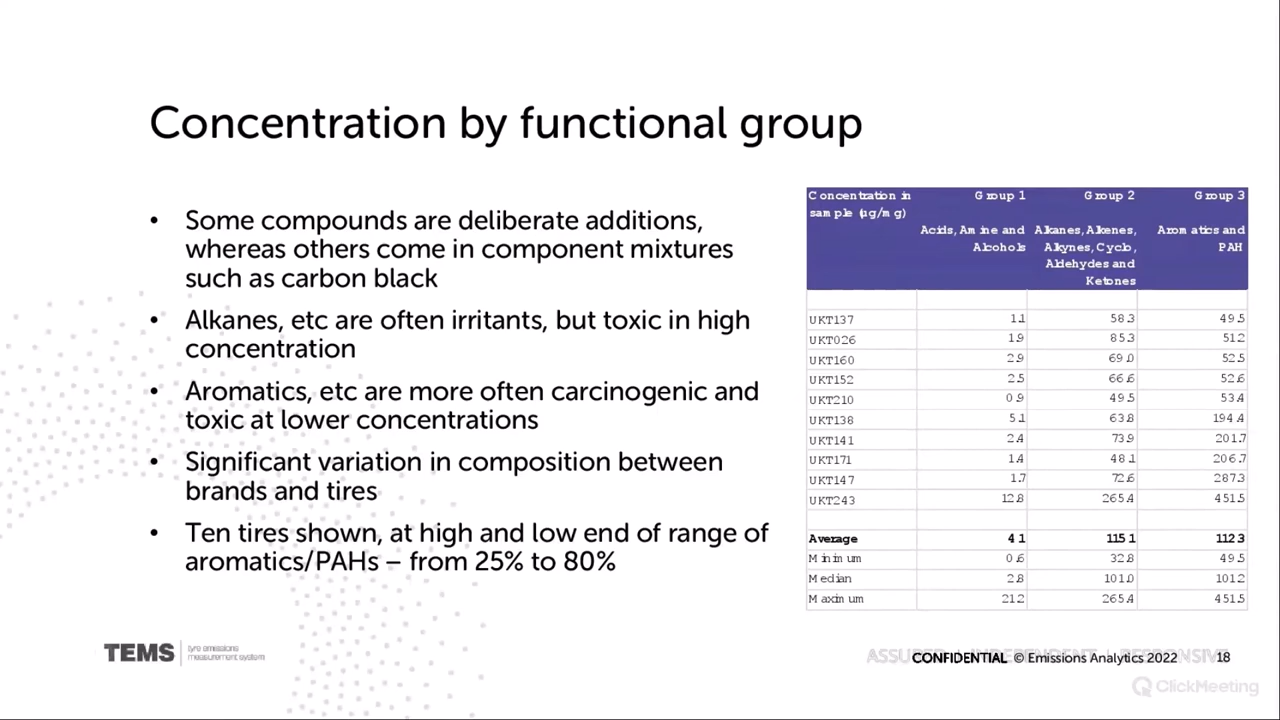 Concentration by functional group
• Some compounds are deliberate additions,
whereas others come in component mixtures
such as carbon black
• Alkanes, etc are often irritants, but toxic in high
concentration
• Aromatics, etc are more often carcinogenic and
toxic at lower concentrations
• Significant variation in composition between
brands and tires
• Ten tires shown, at high and low end of range of
aromatics/PAHs – from 25% to 80%
Concentration in sample (µg/mg) Group 1 Group 2 Group 3
Acids, Amine and Alcohols Alkanes, Alkenes, Alkynes, Cyclo, Aldehydes and Ketones Aromatics and PAH
UKT137 1.1 58.3 49.5
UKT026 1.9 85.3 51.2
UKT160 2.9 69.0 52.5
UKT152 2.5 66.6 52.6
UKT210 0.9 49.5 53.4
UKT138 5.1 63.8 194.4
UKT141 2.4 73.9 201.7
UKT171 1.4 48.1 206.7
UKT147 1.7 72.6 287.3
UKT243 12.8 265.4 451.5
Average 4.1 115.1 112.3
Minimum 0.6 32.8 49.5
Median 2.8 101.0 101.2
Maximum 21.2 265.4 451.5
TEMS tyre emissions
measurement system
CONFIDENTIAL © Emissions Analytics 2022 18
ClickMeeting